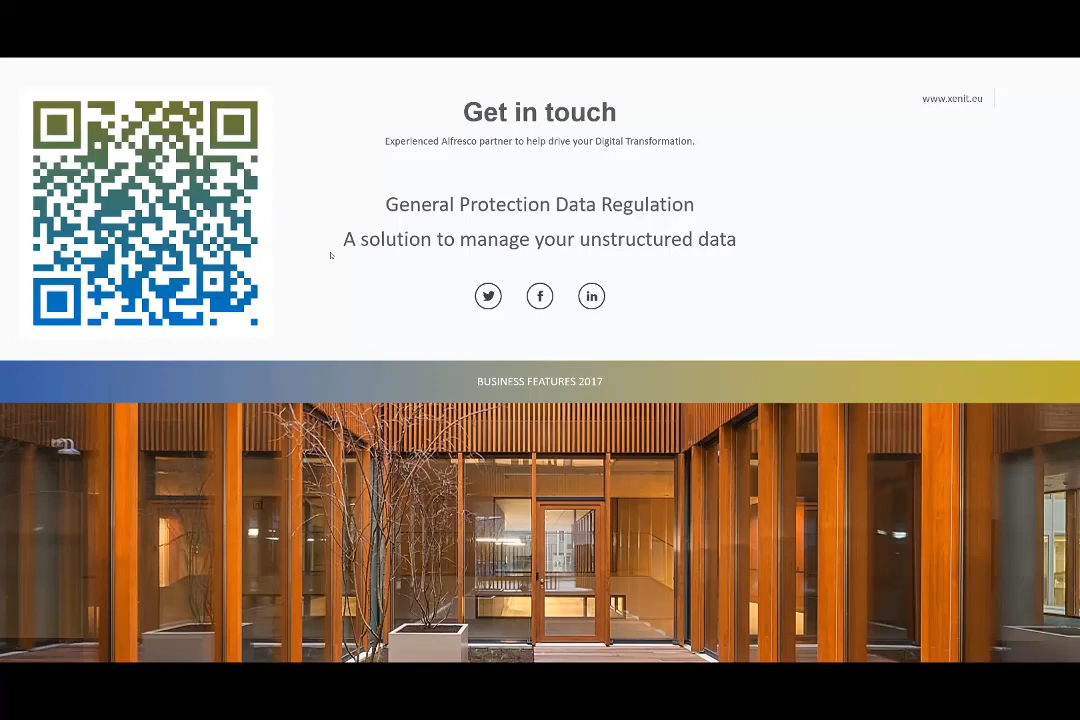 Get in touch
www.xenit.eu
Experienced Alfresco partner to help drive your Digital Transformation.
General Protection Data Regulation
A solution to manage your unstructured data
BUSINESS FEATURES 2017